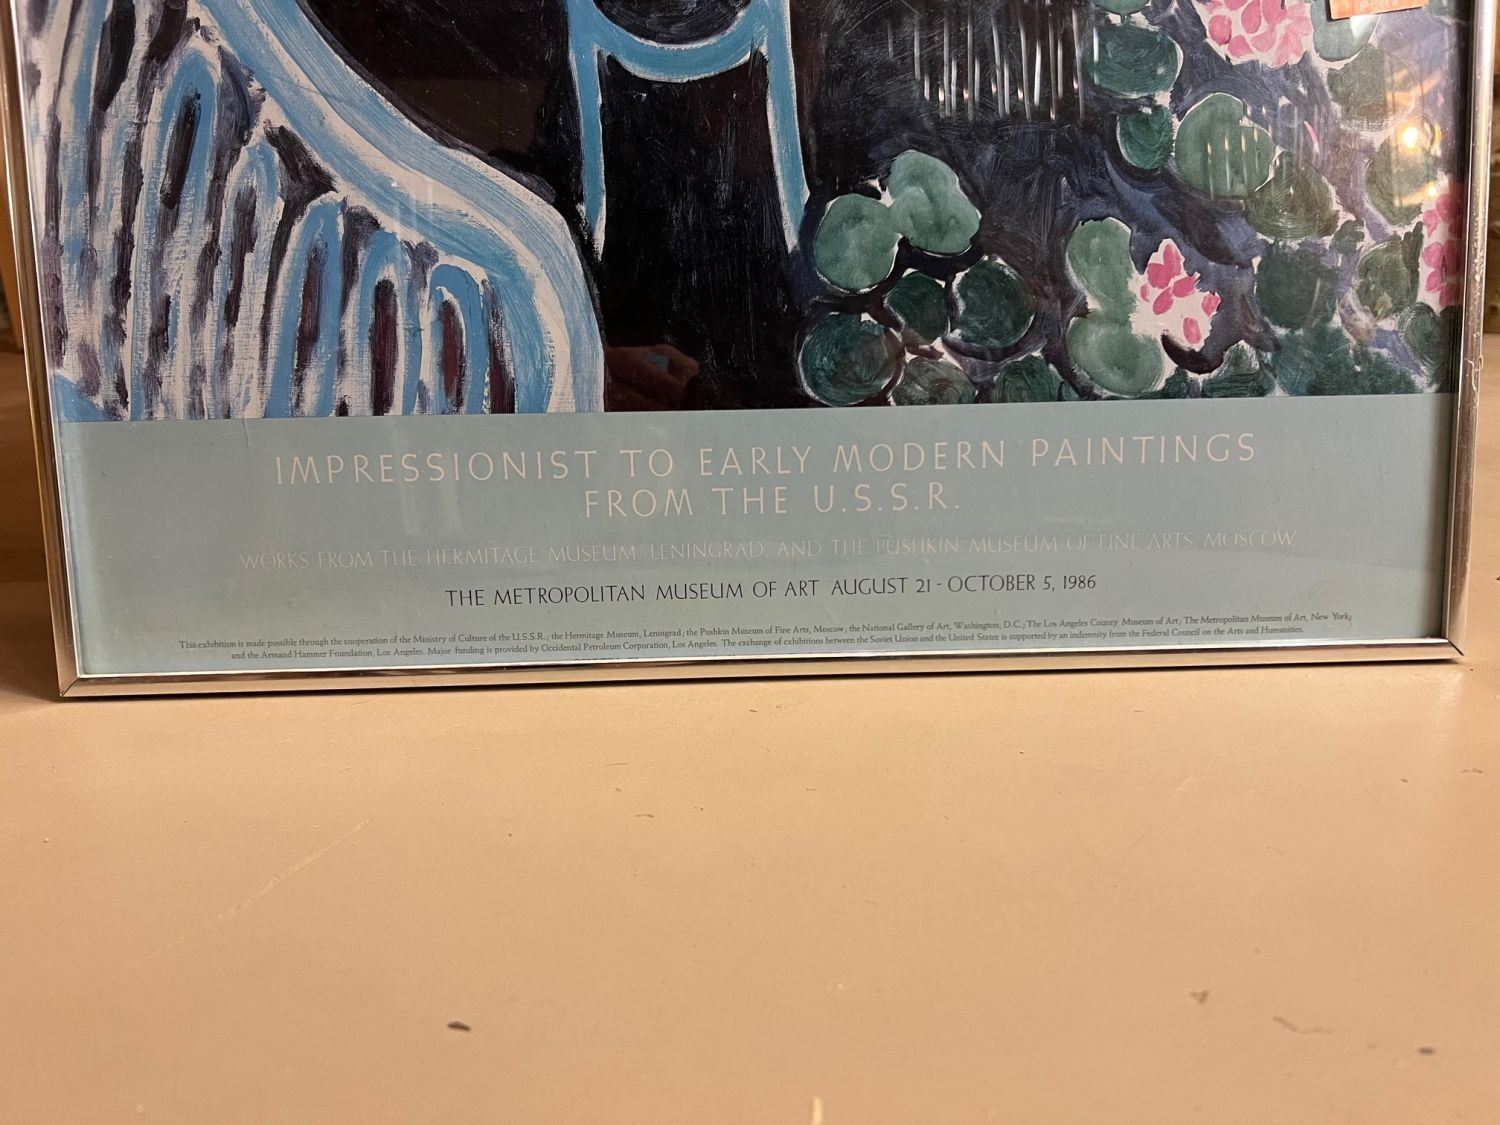 IMPRESSIONIST TO EARLY MODERN PAINTINGS
FROM THE U.S.S.R.
WORKS FROM THE HERMITAGE MUSEUM, LENINGRAD, AND THE PUSHKIN MUSEUM OF FINE ARTS, MOSCOW
THE METROPOLITAN MUSEUM OF ART AUGUST 21 - OCTOBER 5, 1986
This exhibition is made possible through the cooperation of the Ministry of Culture of the U.S.S.R.; the Hermitage Museum, Leningrad; the Pushkin Museum of Fine Arts, Moscow; the National Gallery of Art, Washington, D.C.; The Los Angeles County Museum of Art; The Metropolitan Museum of Art, New York;
and the Armand Hammer Foundation, Los Angeles. Major funding is provided by Occidental Petroleum Corporation, Los Angeles. The exchange of exhibitions between the Soviet Union and the United States is supported by an indemnity from the Federal Council on the Arts and Humanities.